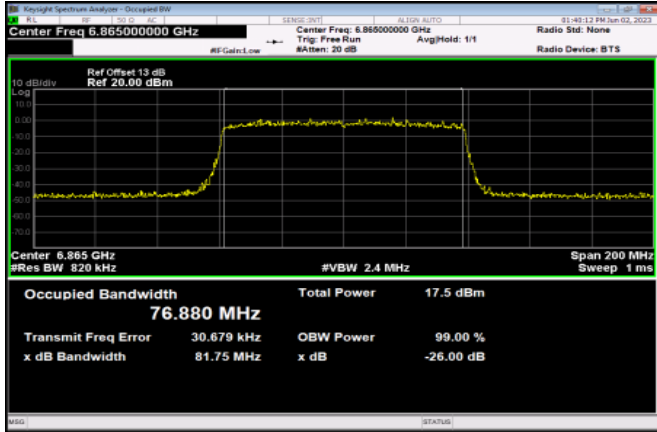 Keysight Spectrum Analyzer - Occupied BW
RL RF 50 Ω AC SENSE:INT ALIGN AUTO 01:40:12 PM Jun 02, 2023
Center Freq 6.865000000 GHz Center Freq: 6.865000000 GHz Radio Std: None
Trig: Free Run Avg|Hold: 1/1
#IFGain:Low #Atten: 20 dB Radio Device: BTS
Ref Offset 13 dB
10 dB/div Ref 20.00 dBm
Log
10.0
0.00
-10.0
-20.0
-30.0
-40.0
-50.0
-60.0
-70.0
Center 6.865 GHz Span 200 MHz
#Res BW 820 kHz #VBW 2.4 MHz Sweep 1 ms
Occupied Bandwidth Total Power 17.5 dBm
76.880 MHz
Transmit Freq Error 30.679 kHz OBW Power 99.00 %
x dB Bandwidth 81.75 MHz x dB -26.00 dB
MSG STATUS